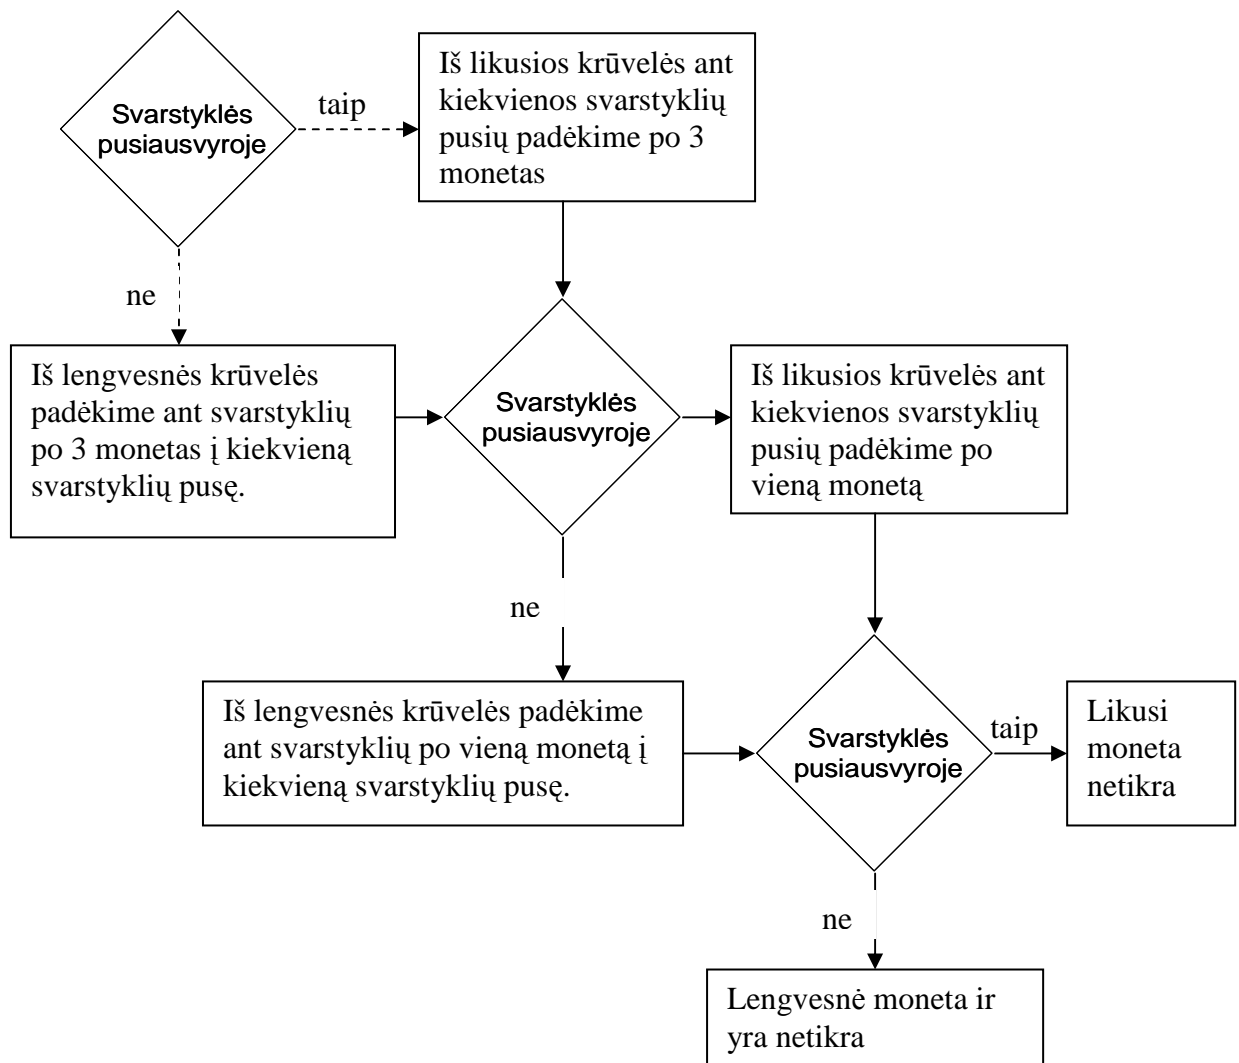 Svarstyklės
pusiausvyroje
taip
Iš likusios krūvelės ant
kiekvienos svarstyklių
pusių padėkime po 3
monetas
ne
Iš lengvesnės krūvelės
padėkime ant svarstyklių
po 3 monetas į kiekvieną
svarstyklių pusę.
Svarstyklės
pusiausvyroje
Iš likusios krūvelės ant
kiekvienos svarstyklių
pusių padėkime po
vieną monetą
ne
Iš lengvesnės krūvelės padėkime
ant svarstyklių po vieną monetą į
kiekvieną svarstyklių pusę.
Svarstyklės
pusiausvyroje
taip
Likusi
moneta
netikra
ne
Lengvesnė moneta ir
yra netikra